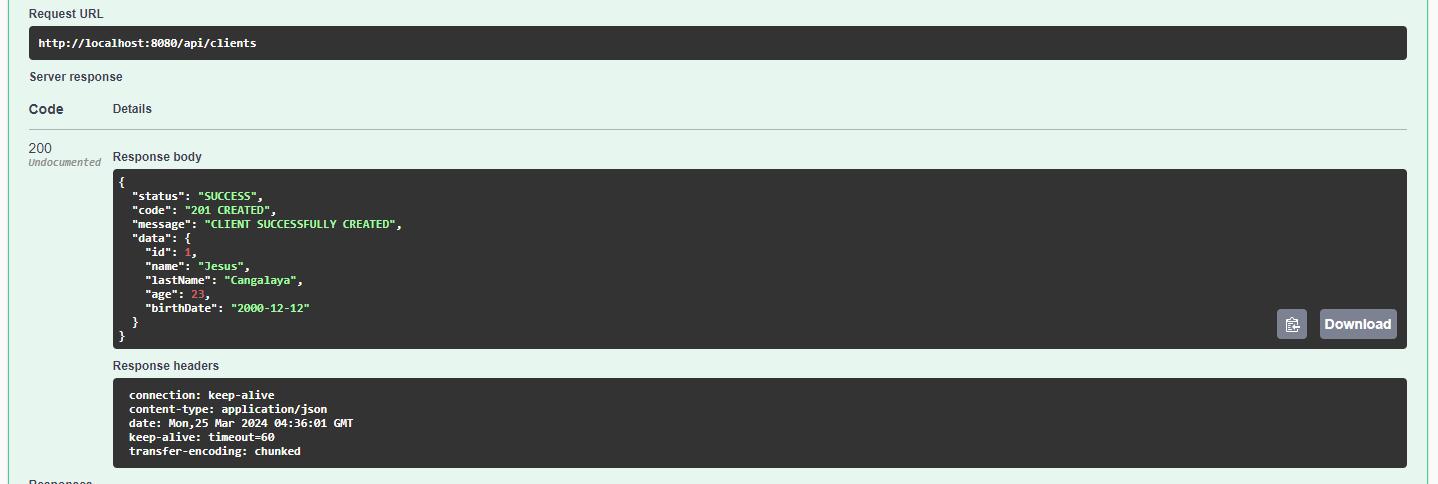 Request URL
http://localhost:8080/api/clients
Server response
Code Details
200
Undocumented
Response body
{
"status": "SUCCESS",
"code": "201 CREATED",
"message": "CLIENT SUCCESSFULLY CREATED",
"data": {
"id": 1,
"name": "Jesus",
"lastName": "Cangalaya",
"age": 23,
"birthDate": "2000-12-12"
}
}
Download
Response headers
connection: keep-alive
content-type: application/json
date: Mon,25 Mar 2024 04:36:01 GMT
keep-alive: timeout=60
transfer-encoding: chunked
Responses